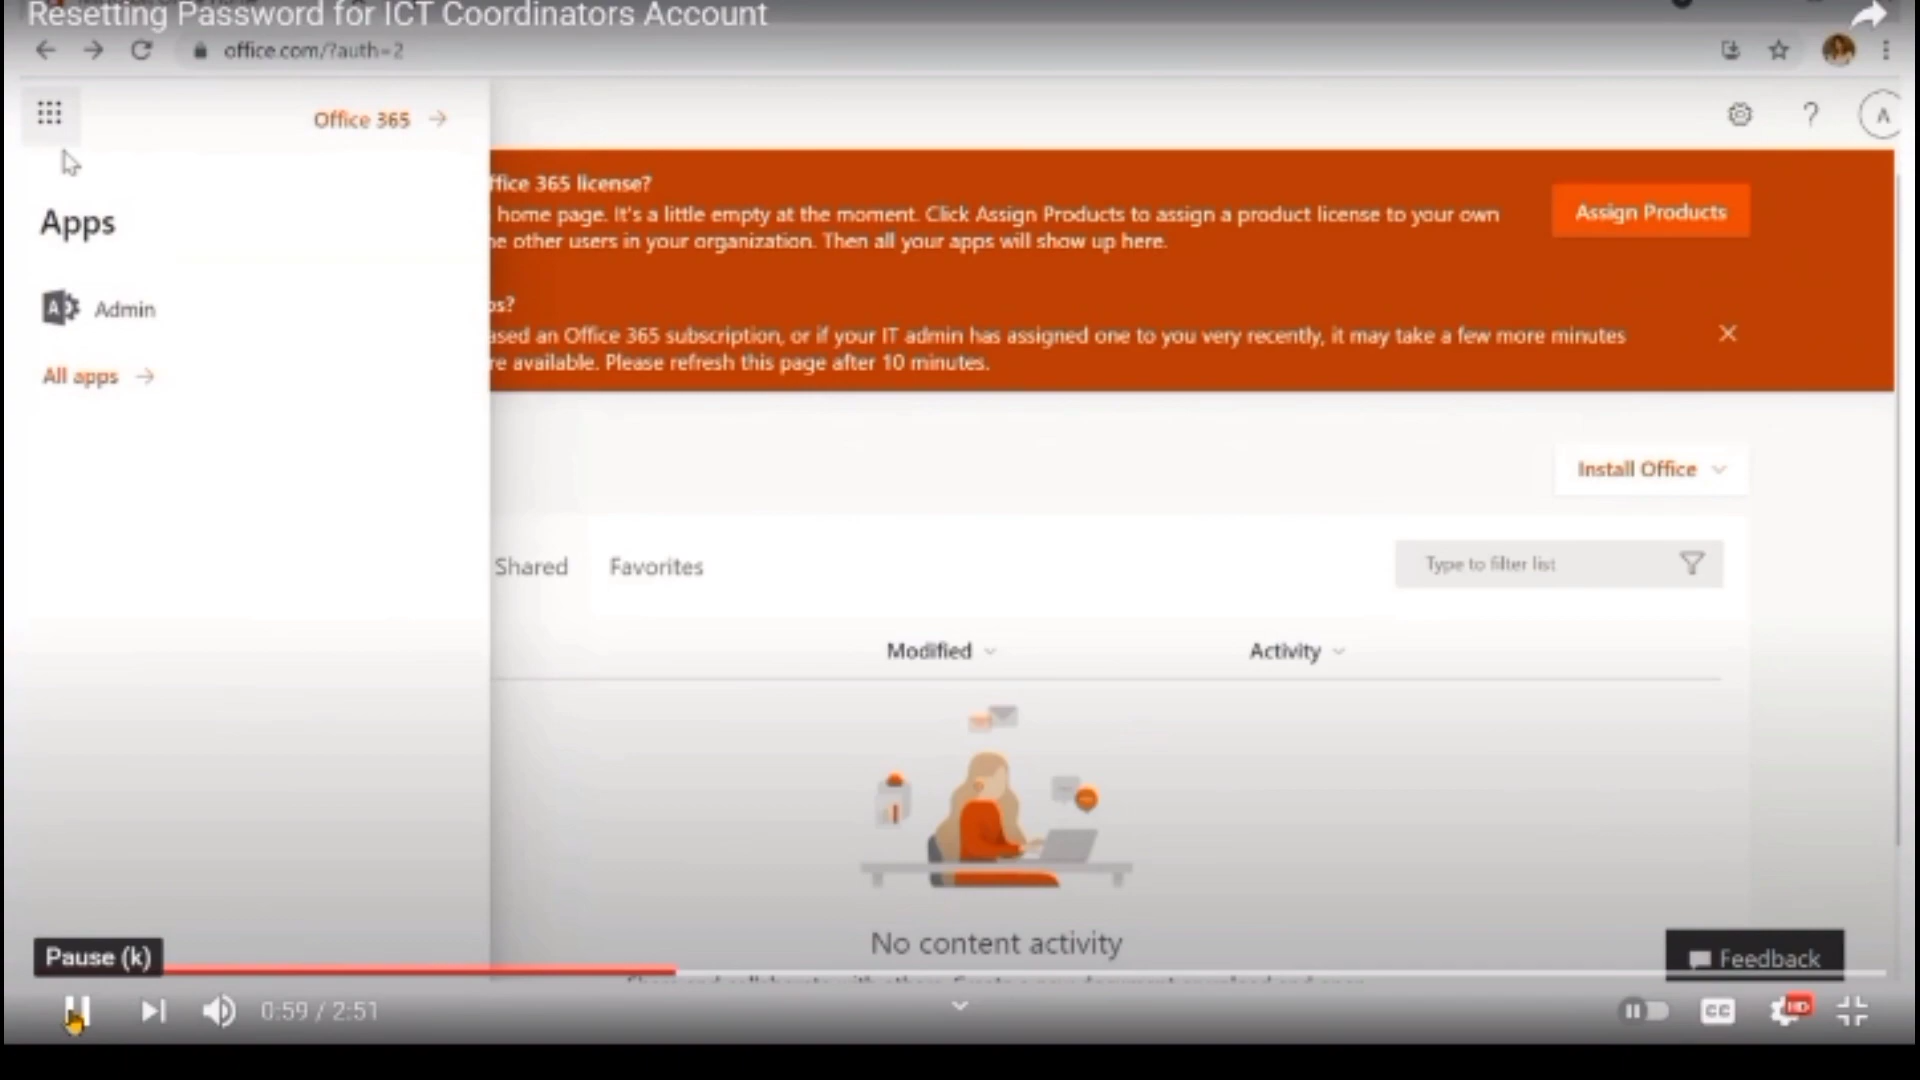 Resetting Password for ICT Coordinators Account
office.com/?auth=2
Office 365
A
Apps
Admin
All apps
ffice 365 license?
home page. It's a little empty at the moment. Click Assign Products to assign a product license to your own
e other users in your organization. Then all your apps will show up here.
Assign Products
ps?
ased an Office 365 subscription, or if your IT admin has assigned one to you very recently, it may take a few more minutes
re available. Please refresh this page after 10 minutes.
Install Office
Shared
Favorites
Type to filter list
Modified
Activity
No content activity
Pause (k)
Feedback
0:59 / 2:51
CC
HD